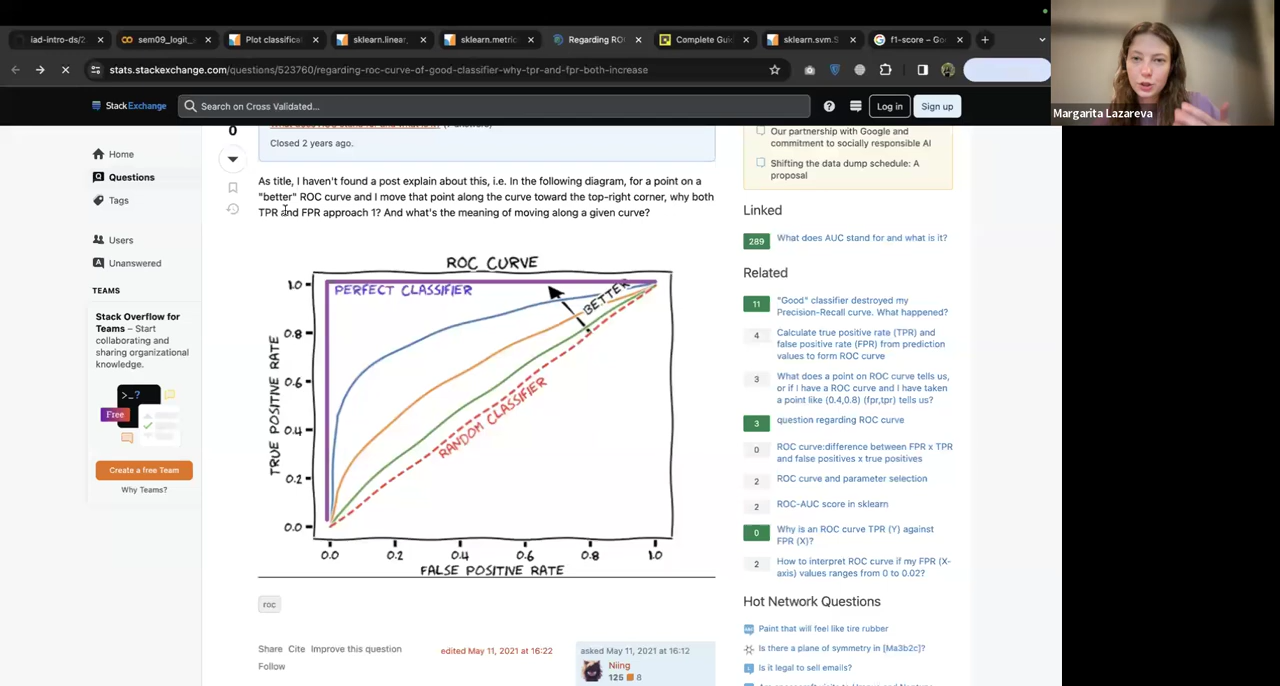 iad-intro-ds/2
sem09_logit_
Plot classifica
sklearn.linear_
sklearn.metric
Regarding RO
Complete Gui
sklearn.svm.S
f1-score – Go
stats.stackexchange.com/questions/523760/regarding-roc-curve-of-good-classifier-why-tpr-and-fpr-both-increase
StackExchange
Search on Cross Validated...
Log in
Sign up
Margarita Lazareva
Home
Questions
Tags
Users
Unanswered
TEAMS
Stack Overflow for
Teams – Start
collaborating and
sharing organizational
knowledge.
>_?
Free
Create a free Team
Why Teams?
0
What does AUC stand for and what is it?
Closed 2 years ago.
As title, I haven't found a post explain about this, i.e. In the following diagram, for a point on a
"better" ROC curve and I move that point along the curve toward the top-right corner, why both
TPR and FPR approach 1? And what's the meaning of moving along a given curve?
ROC CURVE
PERFECT CLASSIFIER
BETTER
RANDOM CLASSIFIER
TRUE POSITIVE RATE
1.0
0.8
0.6
0.4
0.2
0.0
0.0 0.2 0.4 0.6 0.8 1.0
FALSE POSITIVE RATE
roc
Share Cite Improve this question
Follow
edited May 11, 2021 at 16:22
asked May 11, 2021 at 16:12
Niing
125 8
Our partnership with Google and
commitment to socially responsible AI
Shifting the data dump schedule: A
proposal
Linked
289 What does AUC stand for and what is it?
Related
11 "Good" classifier destroyed my
Precision-Recall curve. What happened?
4 Calculate true positive rate (TPR) and
false positive rate (FPR) from prediction
values to form ROC curve
3 What does a point on ROC curve tells us,
or if I have a ROC curve and I have taken
a point like (0.4,0.8) (fpr,tpr) tells us?
3 question regarding ROC curve
0 ROC curve:difference between FPR x TPR
and false positives x true positives
2 ROC curve and parameter selection
2 ROC-AUC score in sklearn
0 Why is an ROC curve TPR (Y) against
FPR (X)?
2 How to interpret ROC curve if my FPR (X-
axis) values ranges from 0 to 0.02?
Hot Network Questions
Paint that will feel like tire rubber
Is there a plane of symmetry in [Ma3b2c]?
Is it legal to sell emails?